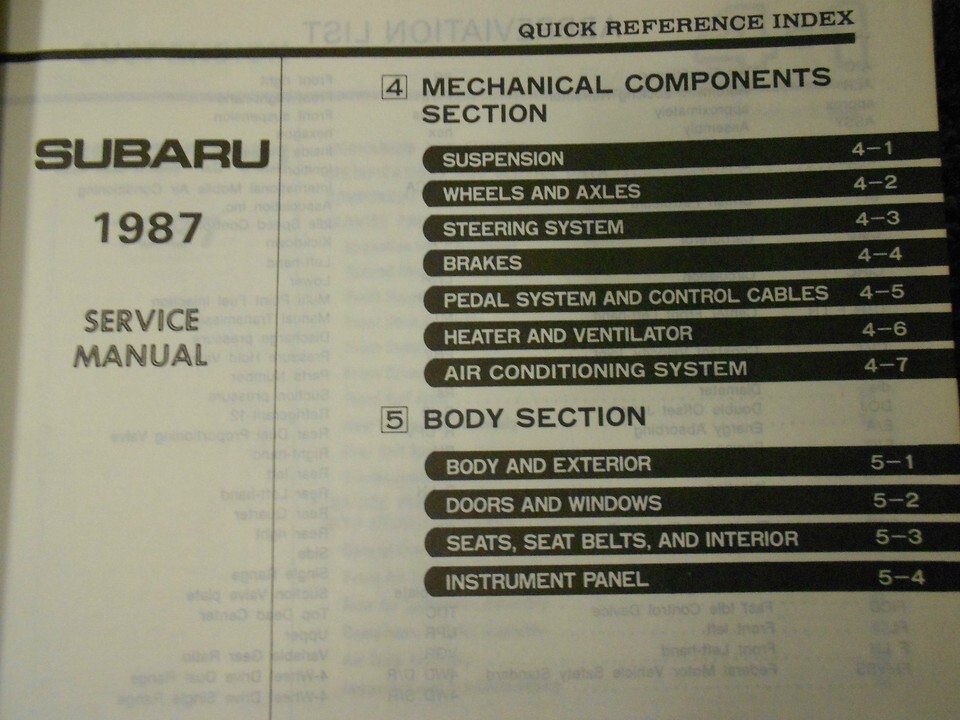 QUICK REFERENCE INDEX
SUBARU
1987
SERVICE
MANUAL
4 MECHANICAL COMPONENTS
SECTION
SUSPENSION 4-1
WHEELS AND AXLES 4-2
STEERING SYSTEM 4-3
BRAKES 4-4
PEDAL SYSTEM AND CONTROL CABLES 4-5
HEATER AND VENTILATOR 4-6
AIR CONDITIONING SYSTEM 4-7
5 BODY SECTION
BODY AND EXTERIOR 5-1
DOORS AND WINDOWS 5-2
SEATS, SEAT BELTS, AND INTERIOR 5-3
INSTRUMENT PANEL 5-4